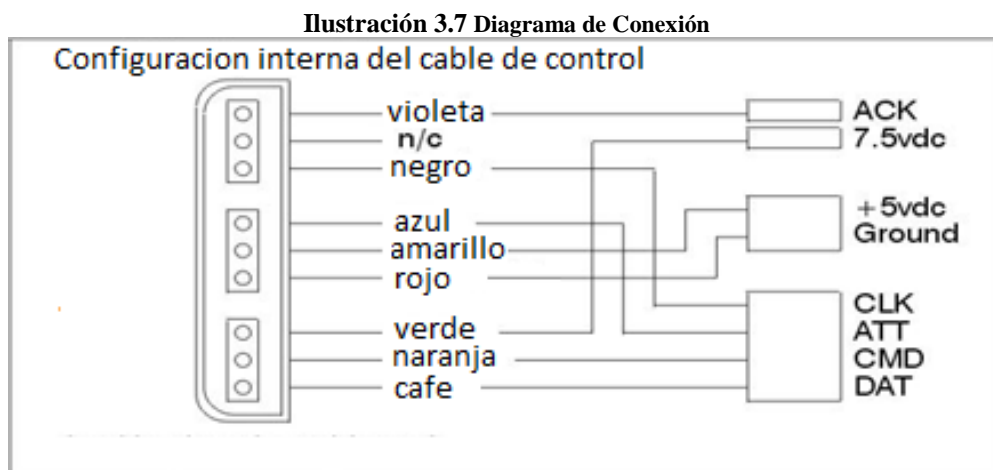 Ilustración 3.7 Diagrama de Conexión
Configuracion interna del cable de control
violeta
n/c
negro
azul
amarillo
rojo
verde
naranja
cafe
ACK
7.5vdc
+5vdc
Ground
CLK
ATT
CMD
DAT